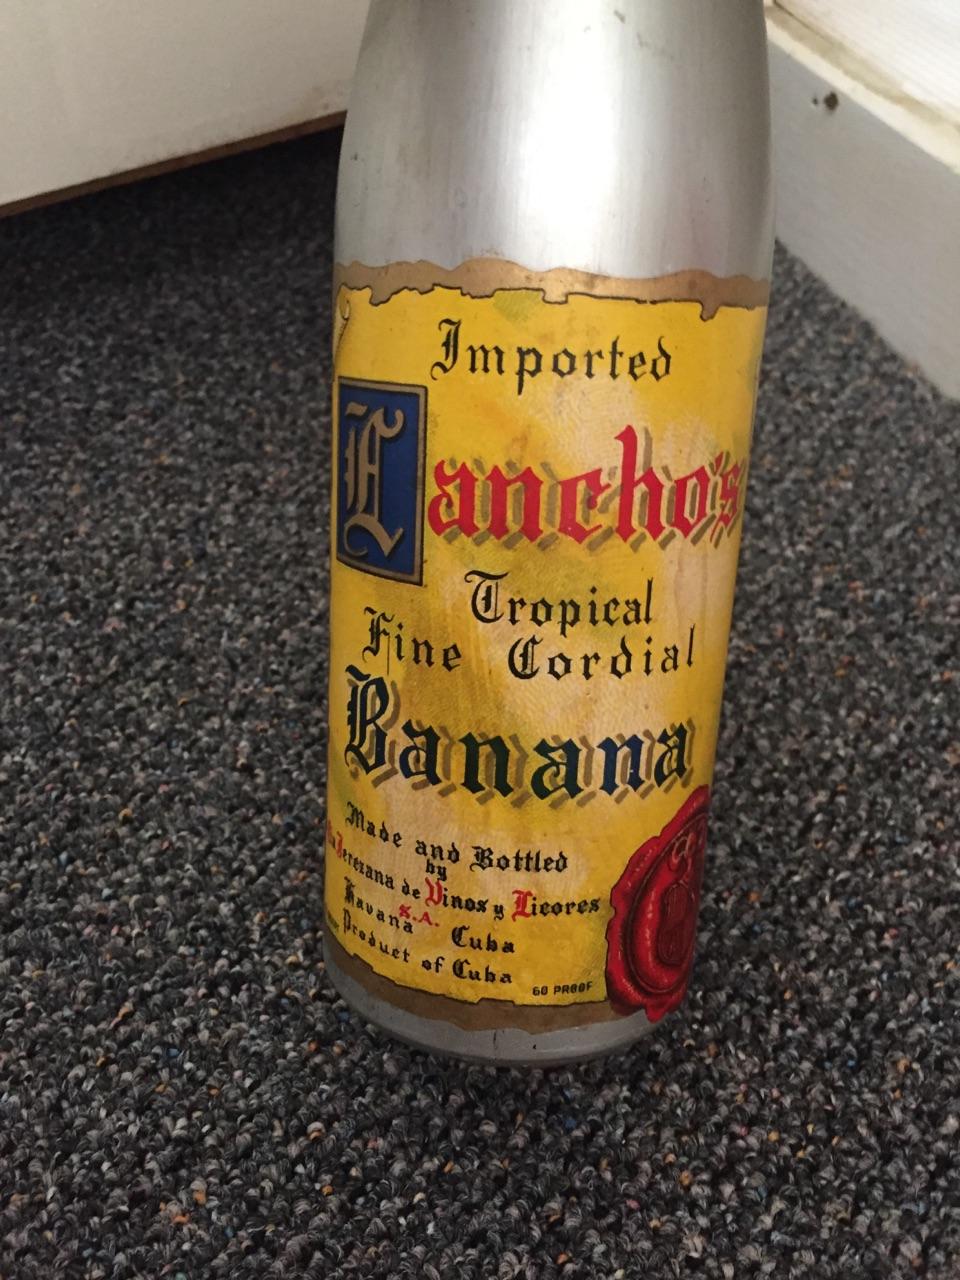 Imported
Lancho's
Tropical
Fine Cordial
Banana
Made and Bottled
by
Jerezana de Vinos y Licores
S.A.
Havana Cuba
Product of Cuba
60 PROOF